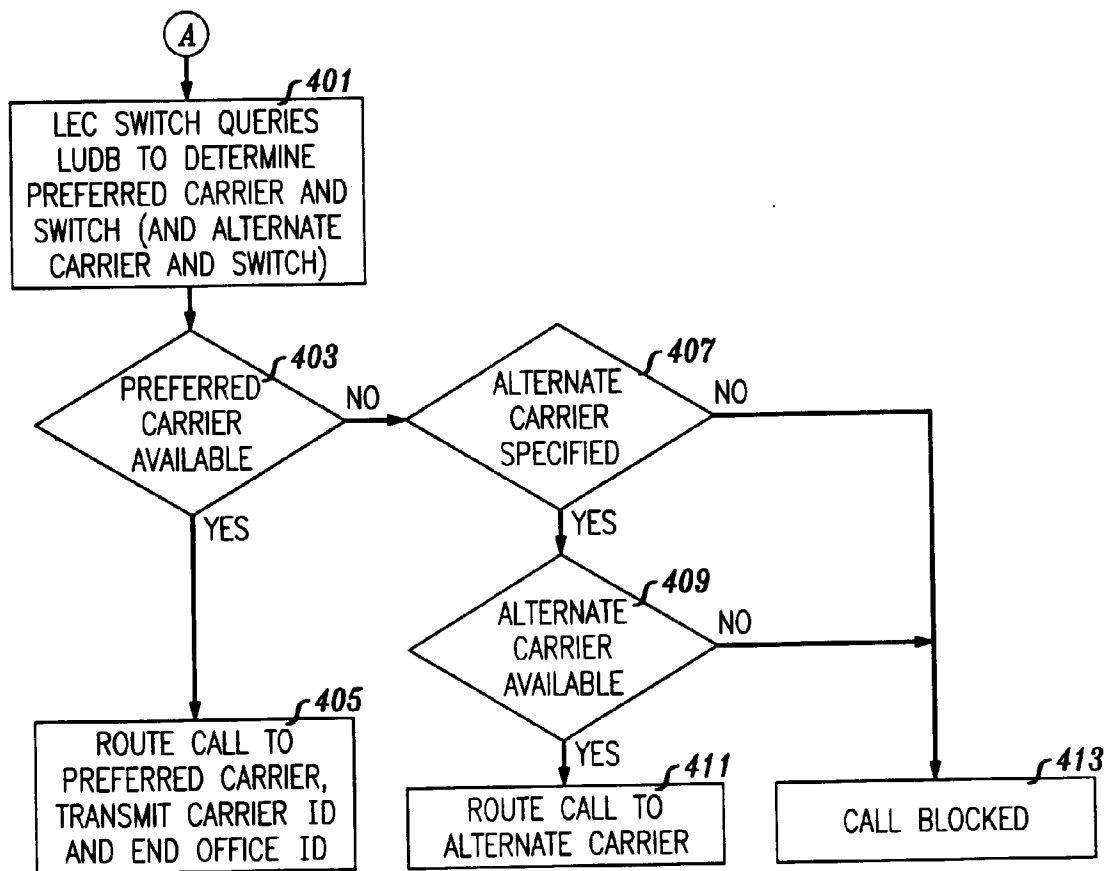 A
401
LEC SWITCH QUERIES
LUDB TO DETERMINE
PREFERRED CARRIER AND
SWITCH (AND ALTERNATE
CARRIER AND SWITCH)
403
PREFERRED
CARRIER
AVAILABLE
NO
YES
407
ALTERNATE
CARRIER
SPECIFIED
NO
YES
409
ALTERNATE
CARRIER
AVAILABLE
NO
YES
405
ROUTE CALL TO
PREFERRED CARRIER,
TRANSMIT CARRIER ID
AND END OFFICE ID
411
ROUTE CALL TO
ALTERNATE CARRIER
413
CALL BLOCKED